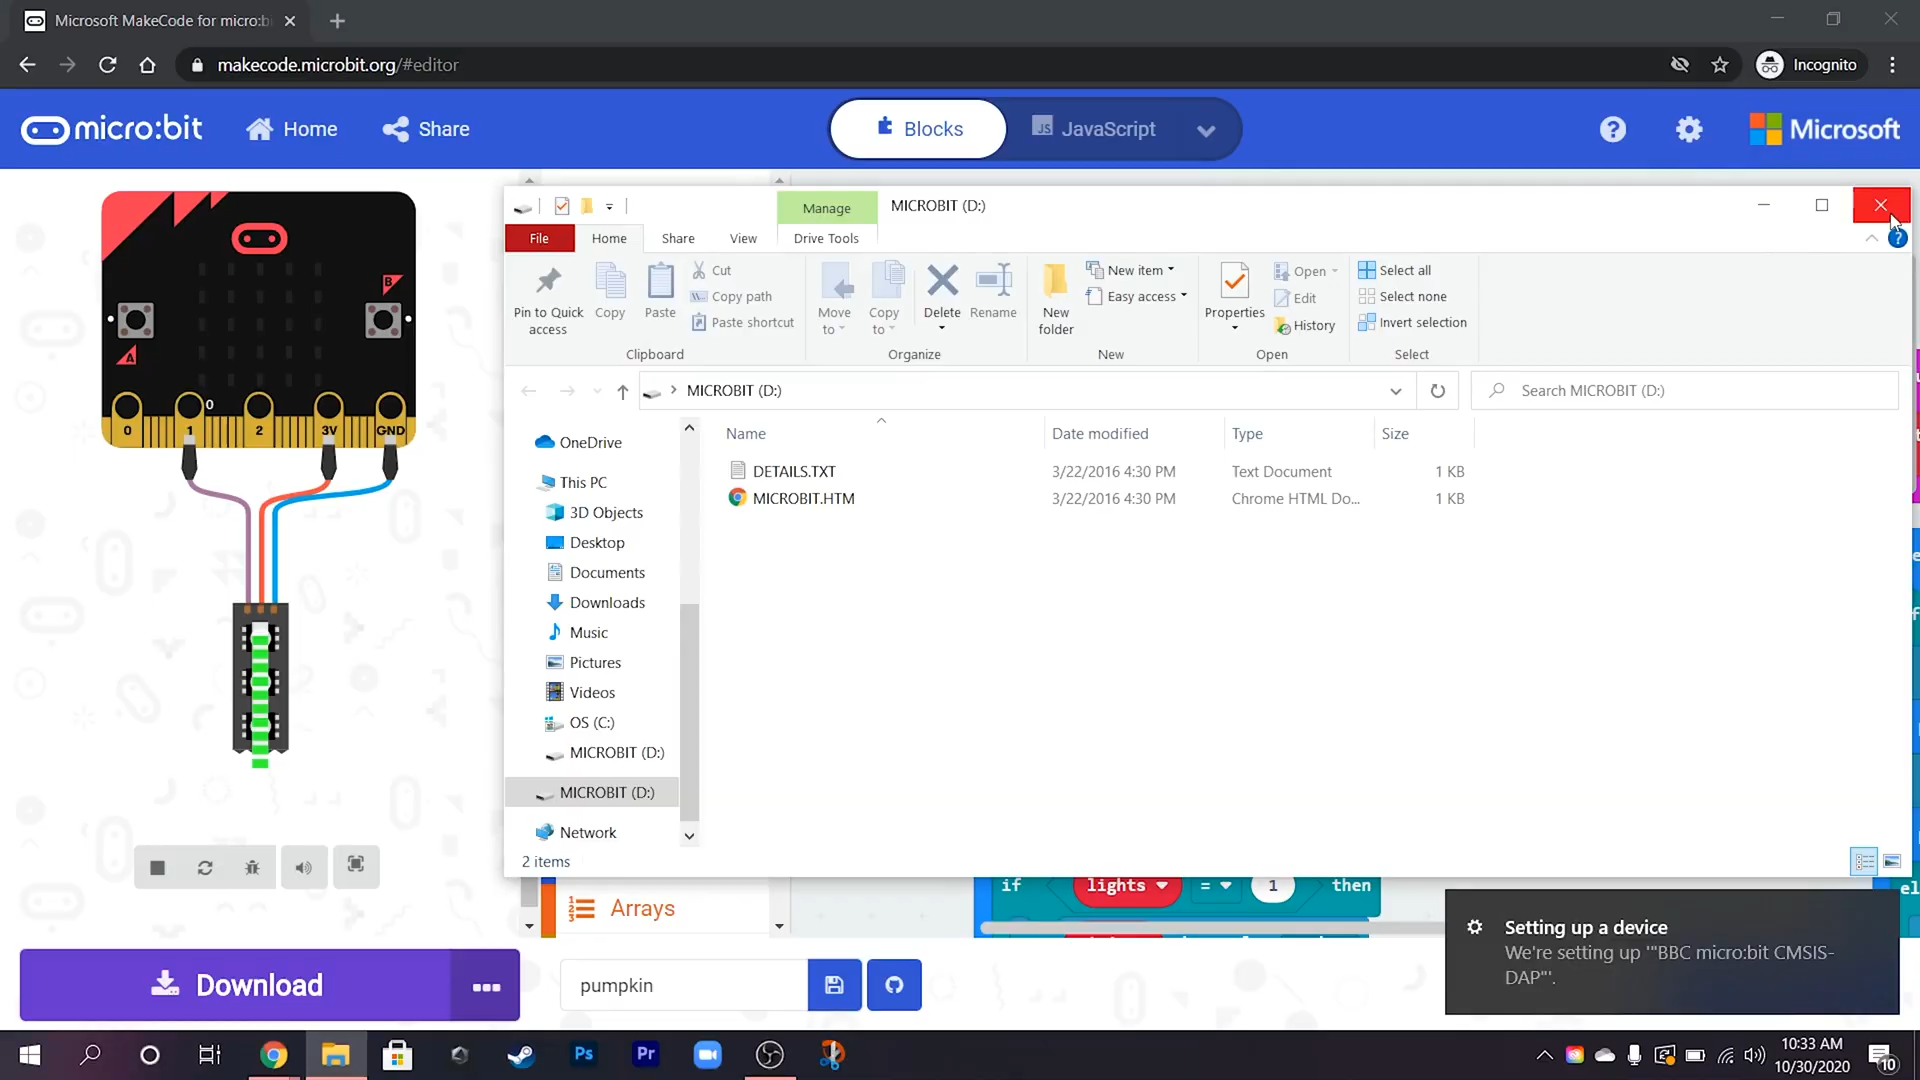 Microsoft MakeCode for micro:bi
makecode.microbit.org/#editor
Incognito
micro:bit
Home
Share
Blocks
JS
JavaScript
?
Microsoft
Manage
MICROBIT (D:)
File
Home
Share
View
Drive Tools
?
Pin to Quick access
Copy
Paste
Cut
Copy path
Paste shortcut
Clipboard
Move to
Copy to
Delete
Rename
Organize
New folder
New item
Easy access
New
Properties
Open
Edit
History
Open
Select all
Select none
Invert selection
Select
MICROBIT (D:)
Search MICROBIT (D:)
Name
Date modified
Type
Size
DETAILS.TXT
3/22/2016 4:30 PM
Text Document
1 KB
MICROBIT.HTM
3/22/2016 4:30 PM
Chrome HTML Do...
1 KB
OneDrive
This PC
3D Objects
Desktop
Documents
Downloads
Music
Pictures
Videos
OS (C:)
MICROBIT (D:)
MICROBIT (D:)
Network
2 items
A
B
0
0
1
2
3V
GND
if
lights
=
1
then
el
Arrays
Setting up a device
We're setting up '"BBC micro:bit CMSIS-
DAP"'.
Download
pumpkin
Ps
Pr
10:33 AM
10/30/2020
10